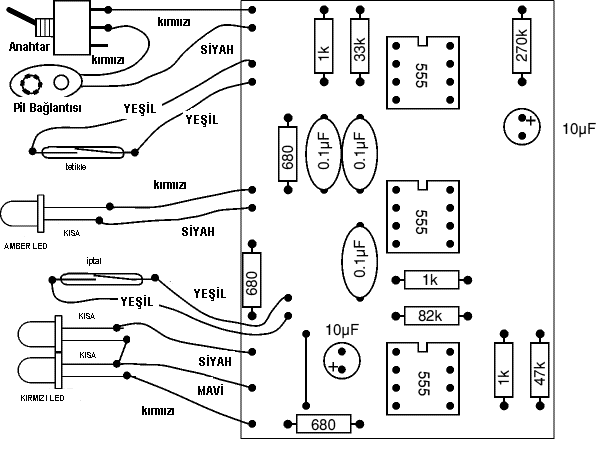 kırmızı
Anahtar
kırmızı
SİYAH
Pil Bağlantısı
YEŞİL
YEŞİL
tetikle
kırmızı
KISA
SİYAH
AMBER LED
iptal
YEŞİL
YEŞİL
KISA
KISA
SİYAH
MAVİ
KIRMIZI LED
kırmızı
1k
33k
555
270k
+
10µF
680
0.1µF
0.1µF
555
0.1µF
680
1k
82k
10µF
+
555
1k
47k
680